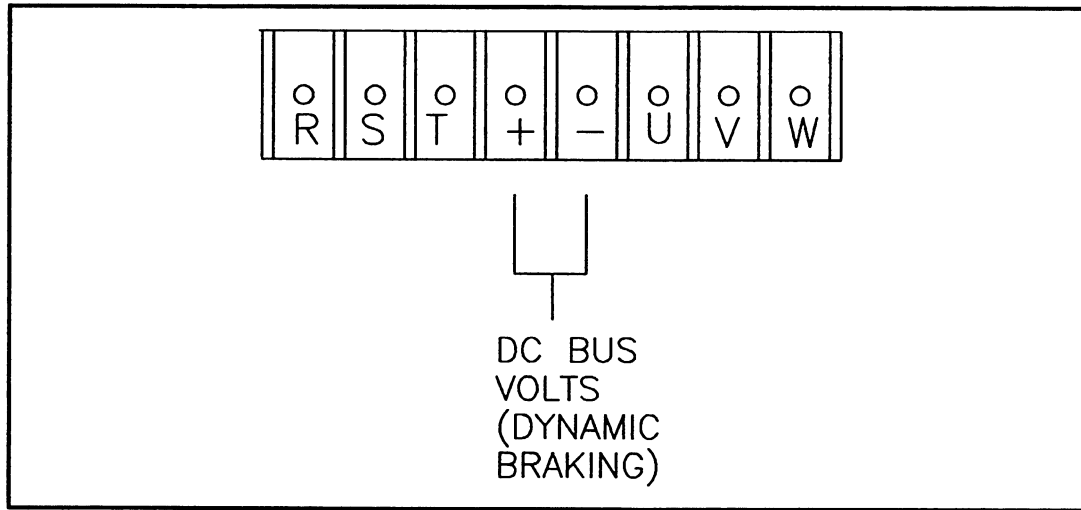 R S T + - U V W
DC BUS
VOLTS
(DYNAMIC
BRAKING)